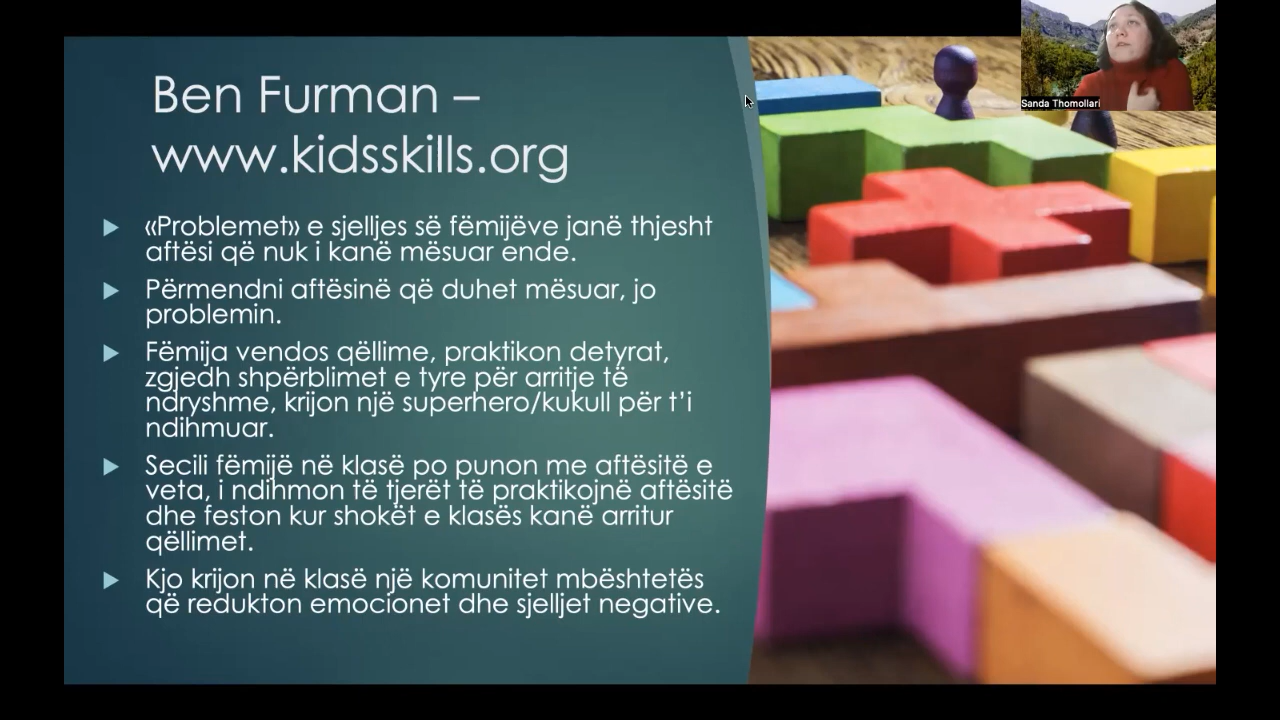 Ben Furman –
www.kidsskills.org
«Problemet» e sjelljes së fëmijëve janë thjesht
aftësi që nuk i kanë mësuar ende.
Përmendni aftësinë që duhet mësuar, jo
problemin.
Fëmija vendos qëllime, praktikon detyrat,
zgjedh shpërblimet e tyre për arritje të
ndryshme, krijon një superhero/kukull për t’i
ndihmuar.
Secili fëmijë në klasë po punon me aftësitë e
veta, i ndihmon të tjerët të praktikojnë aftësitë
dhe feston kur shokët e klasës kanë arritur
qëllimet.
Kjo krijon në klasë një komunitet mbështetës
që redukton emocionet dhe sjelljet negative.
Sanda Thomollari